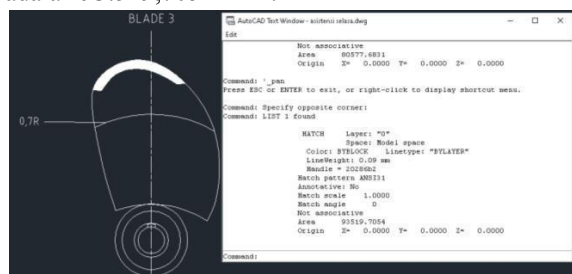 BLADE 3
0,7R
AutoCAD Text Window - asistensi selasa.dwg
Edit
Not associative
Area 80577.6831
Origin X= 0.0000 Y= 0.0000 Z= 0.0000
Command: '_pan
Press ESC or ENTER to exit, or right-click to display shortcut menu.
Command: Specify opposite corner:
Command: LIST 1 found
HATCH Layer: "0"
Space: Model space
Color: BYBLOCK Linetype: "BYLAYER"
LineWeight: 0.09 mm
Handle = 20286b2
Hatch pattern ANSI31
Annotative: No
Hatch scale 1.0000
Hatch angle 0
Not associative
Area 93519.7054
Origin X= 0.0000 Y= 0.0000 Z= 0.0000
Command: